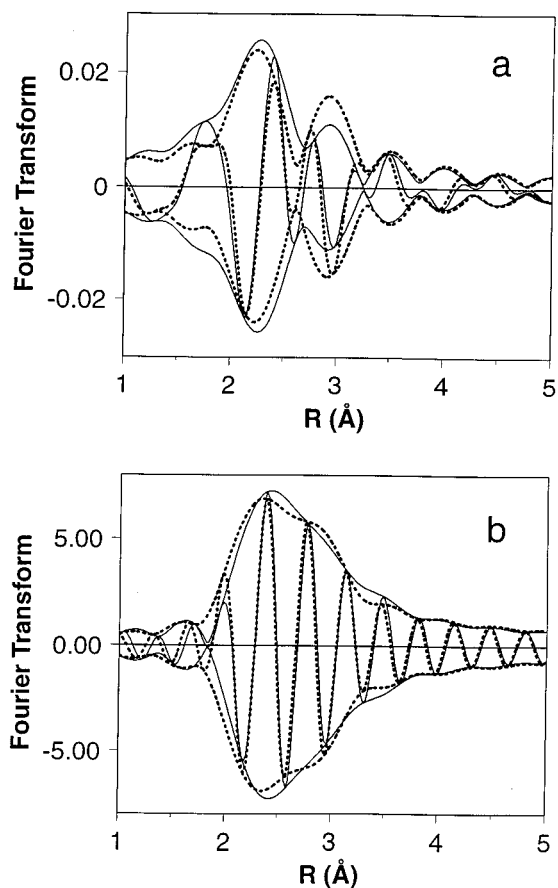 a
0.02
0
-0.02
Fourier Transform
1 2 3 4 5
R (Å)
b
5.00
0.00
-5.00
Fourier Transform
1 2 3 4 5
R (Å)